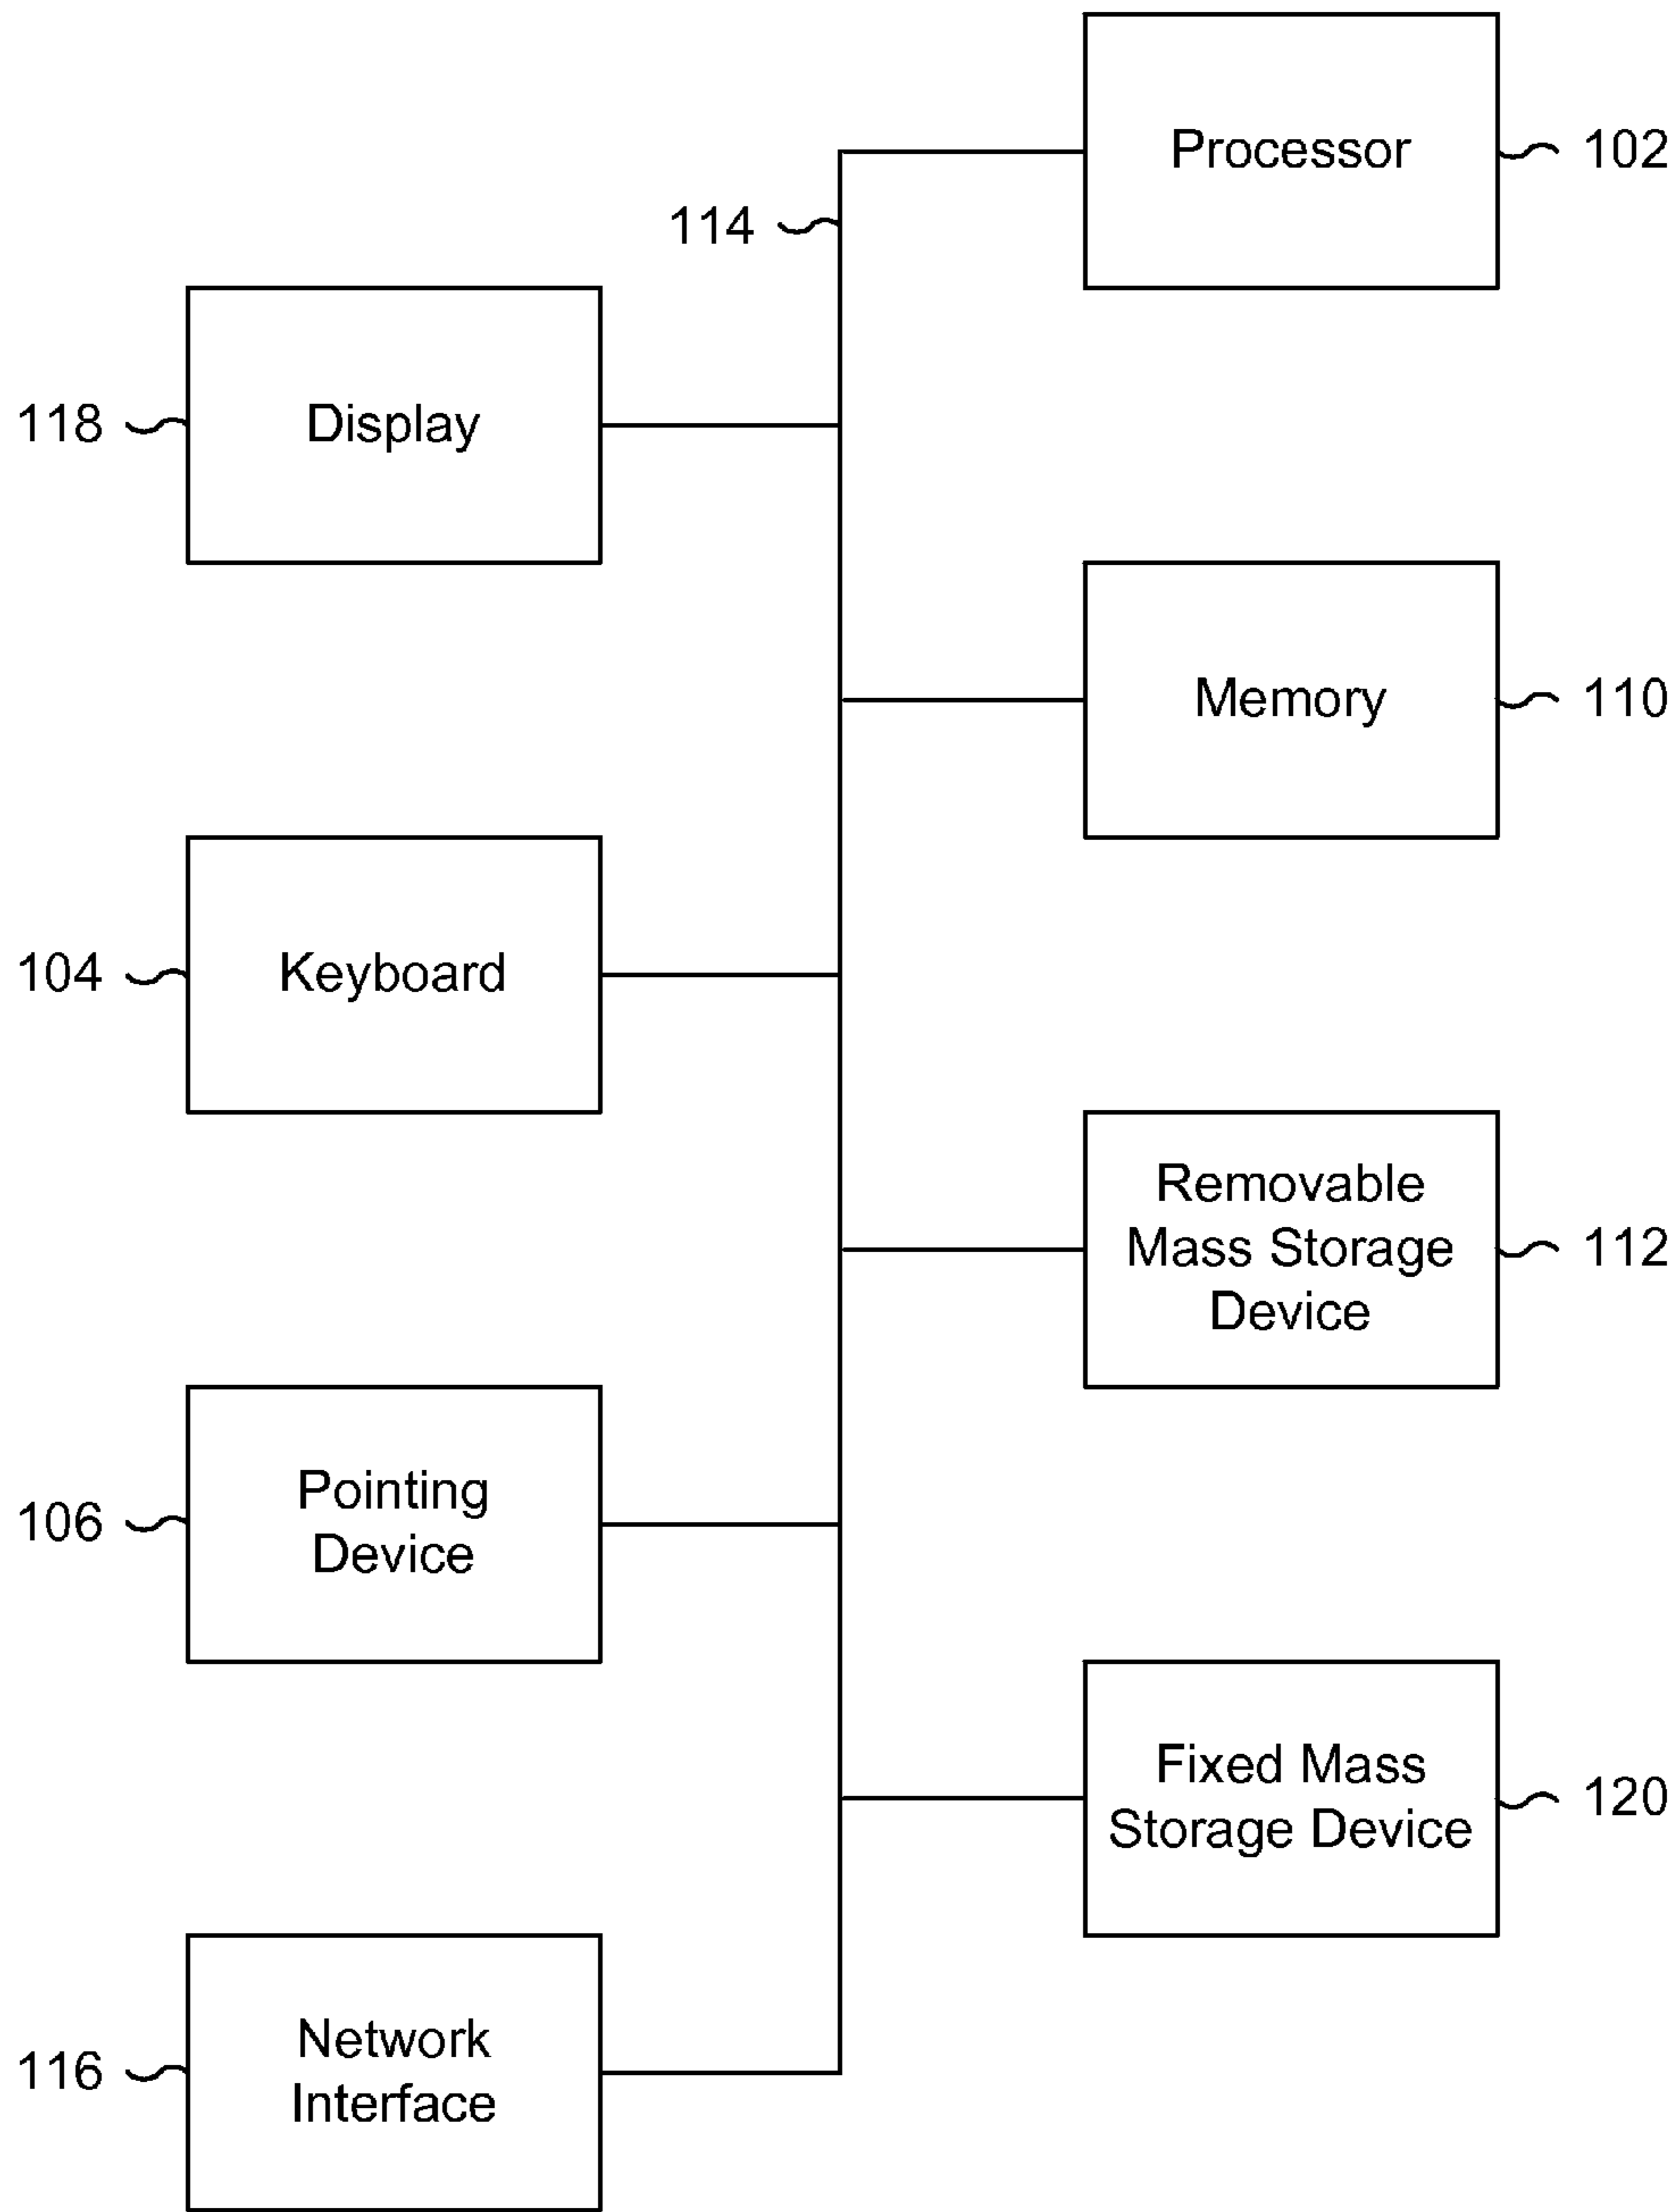 Processor
102
114
118
Display
Memory
110
104
Keyboard
Removable
Mass Storage
Device
112
106
Pointing
Device
Fixed Mass
Storage Device
120
116
Network
Interface